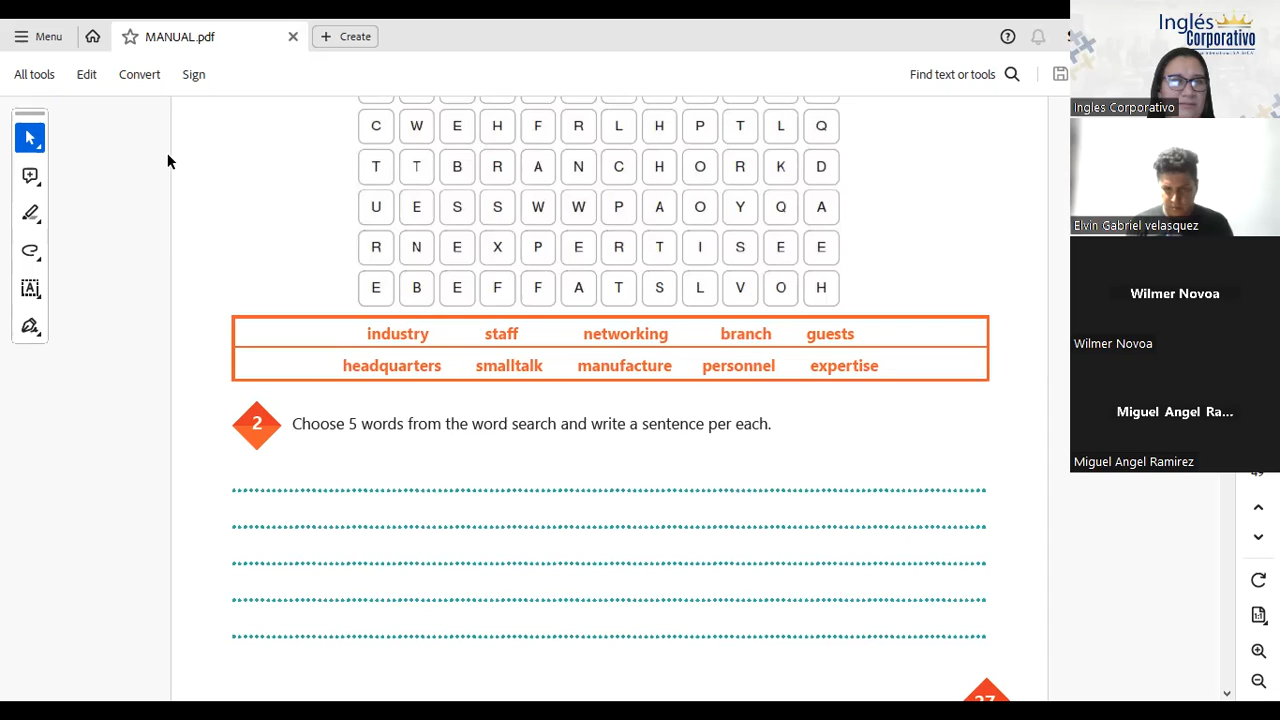 Menu
MANUAL.pdf
Create
All tools
Edit
Convert
Sign
Find text or tools
C W E H F R L H P T L Q
T T B R A N C H O R K D
U E S S W W P A O Y Q A
R N E X P E R T I S E E
E B E F F A T S L V O H
industry staff networking branch guests
headquarters smalltalk manufacture personnel expertise
2 Choose 5 words from the word search and write a sentence per each.
Inglés
Corporativo
Ingles Corporativo
Elvin Gabriel velasquez
Wilmer Novoa
Wilmer Novoa
Miguel Angel Ra...
Miguel Angel Ramirez